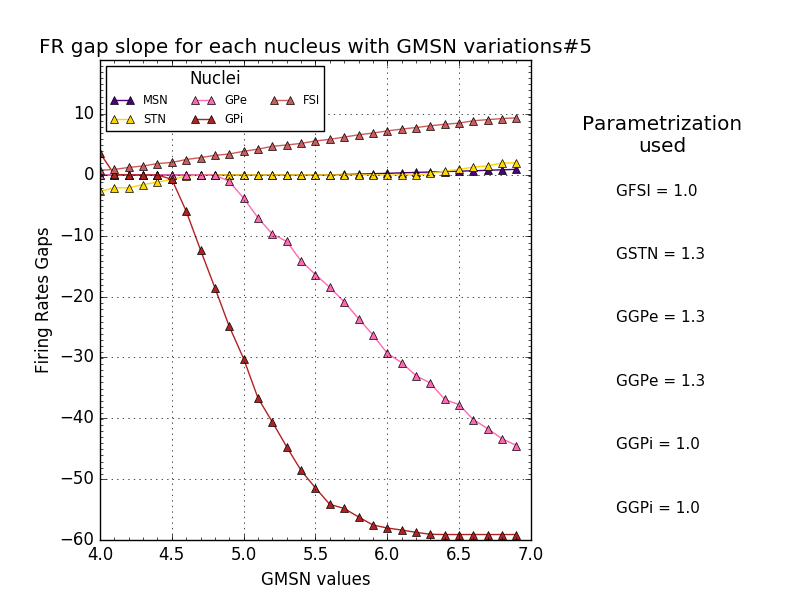 FR gap slope for each nucleus with GMSN variations#5
Nuclei
MSN GPe FSI
STN GPi
10
0
−10
−20
−30
−40
−50
−60
Firing Rates Gaps
4.0 4.5 5.0 5.5 6.0 6.5 7.0
GMSN values
Parametrization
used
GFSI = 1.0
GSTN = 1.3
GGPe = 1.3
GGPe = 1.3
GGPi = 1.0
GGPi = 1.0